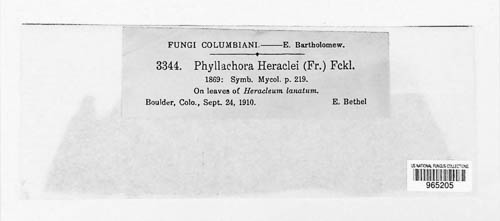 FUNGI COLUMBIANI.——E. Bartholomew.
3344. Phyllachora Heraclei (Fr.) Fckl.
1869: Symb. Mycol. p. 219.
On leaves of Heracleum lanatum.
Boulder, Colo., Sept. 24, 1910. E. Bethel
US NATIONAL FUNGUS COLLECTIONS
965205